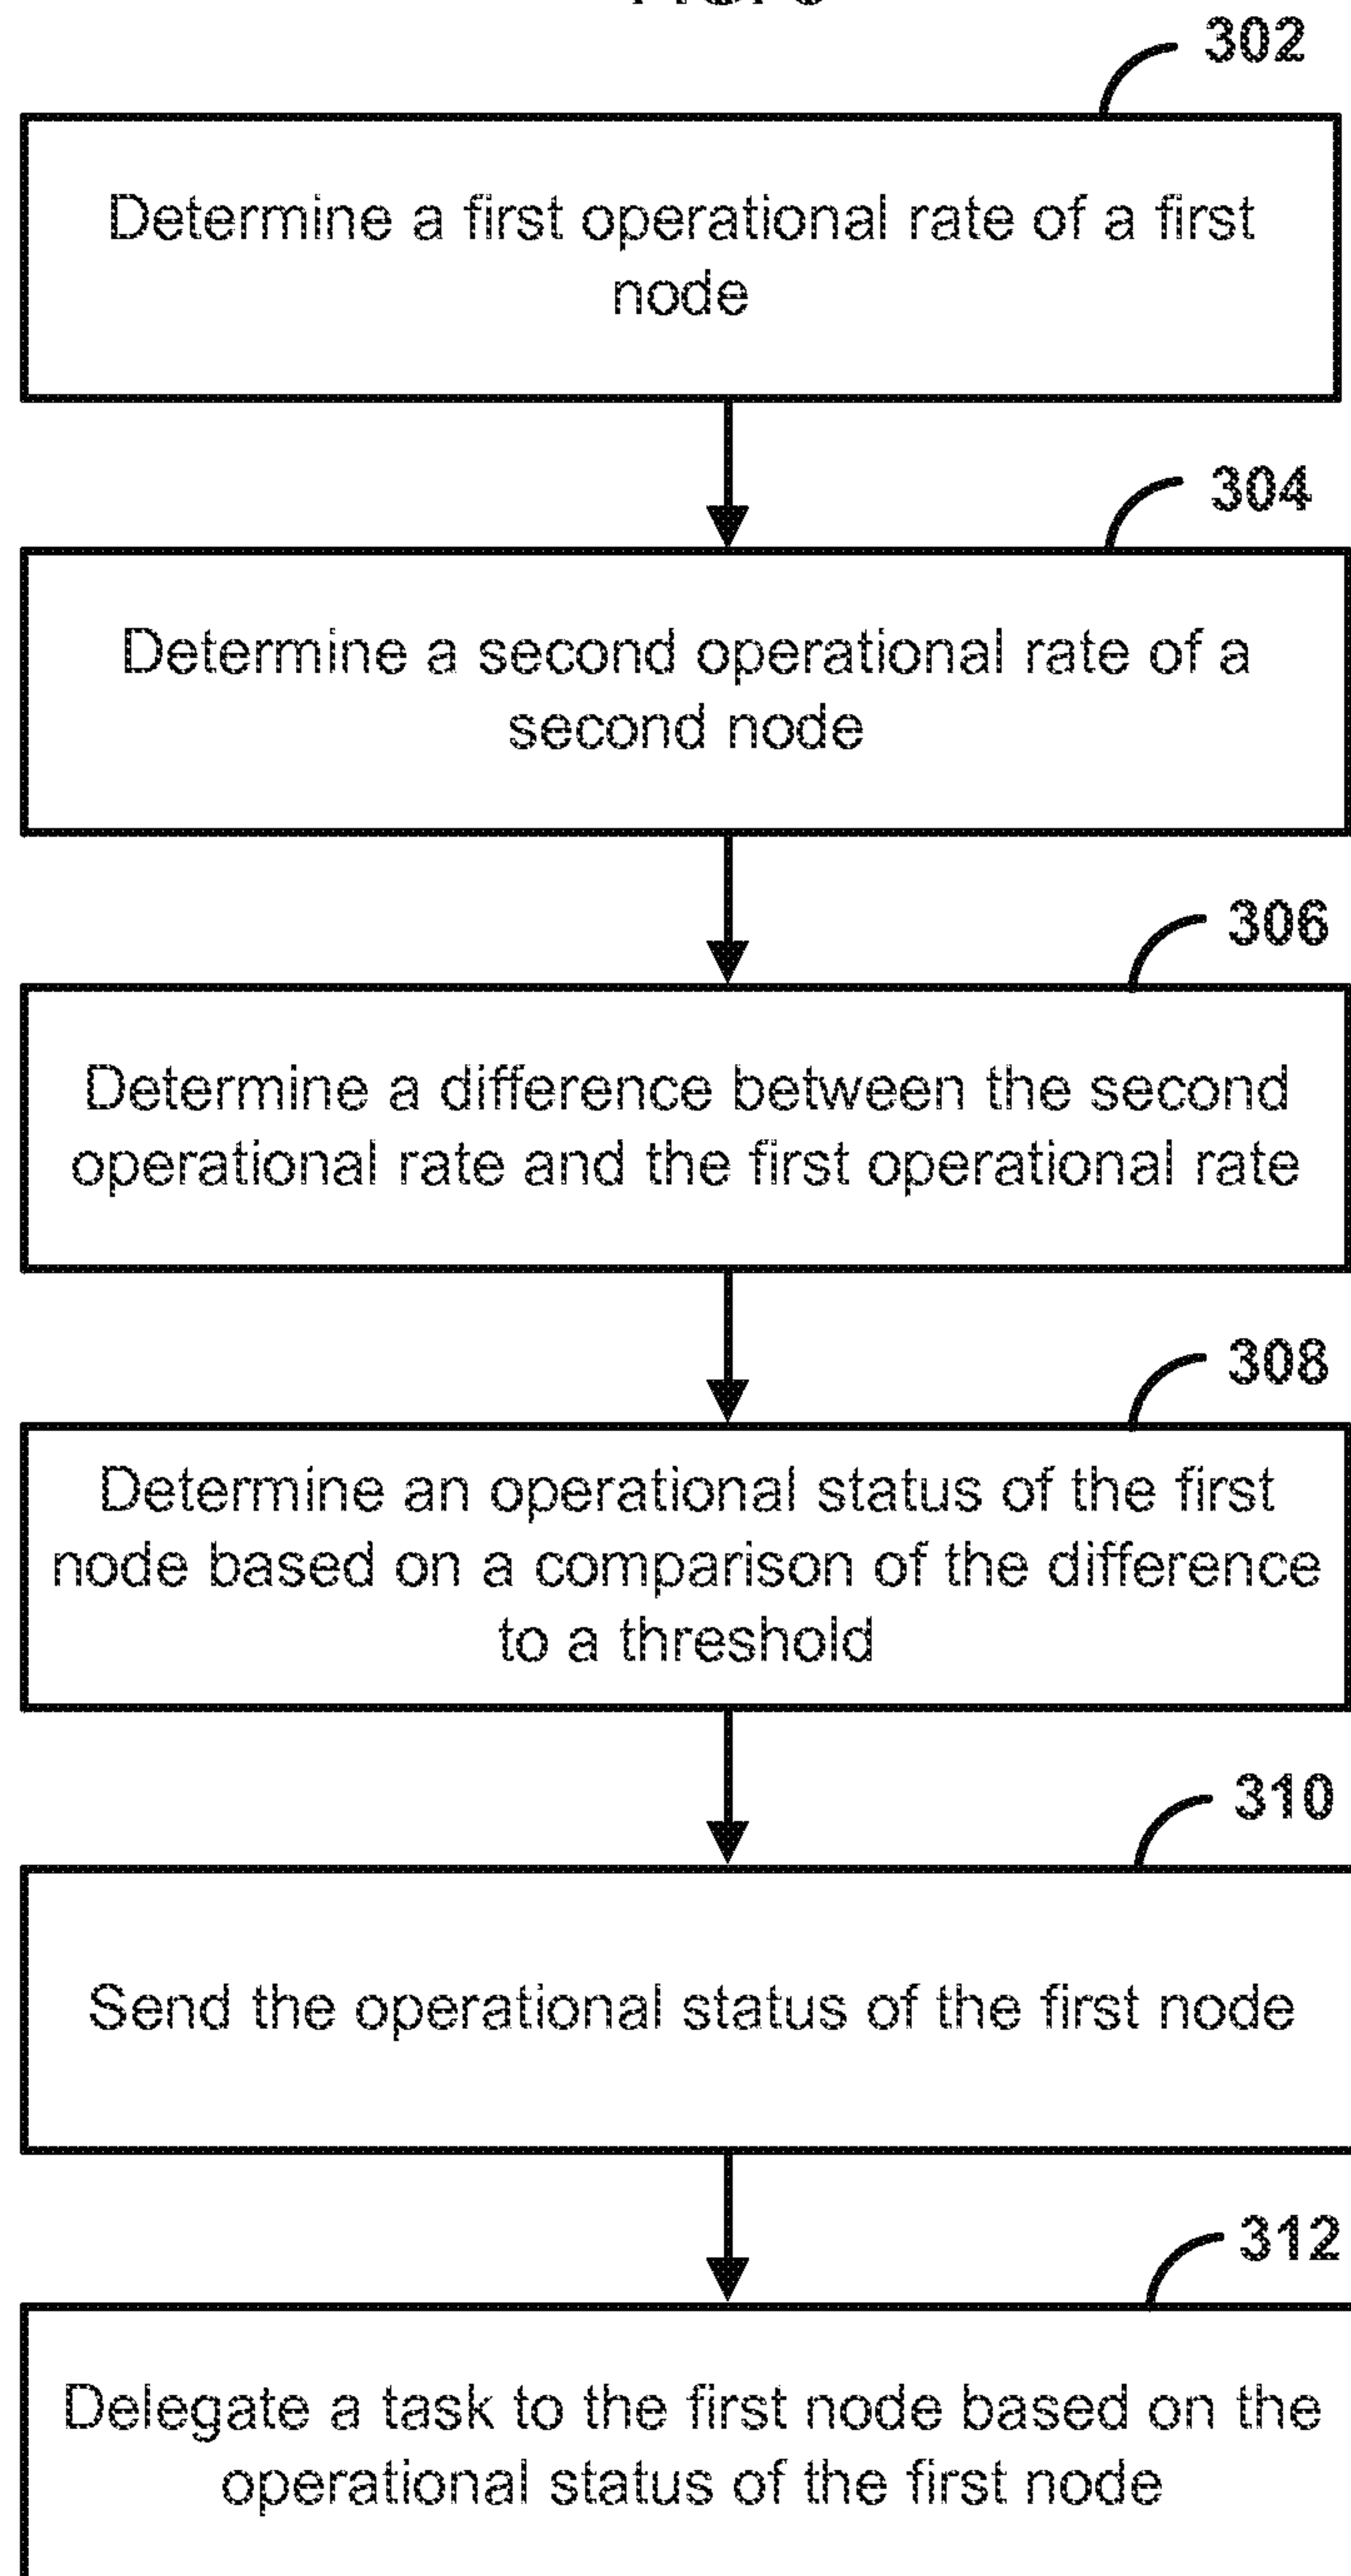 302
Determine a first operational rate of a first
node
304
Determine a second operational rate of a
second node
306
Determine a difference between the second
operational rate and the first operational rate
308
Determine an operational status of the first
node based on a comparison of the difference
to a threshold
310
Send the operational status of the first node
312
Delegate a task to the first node based on the
operational status of the first node